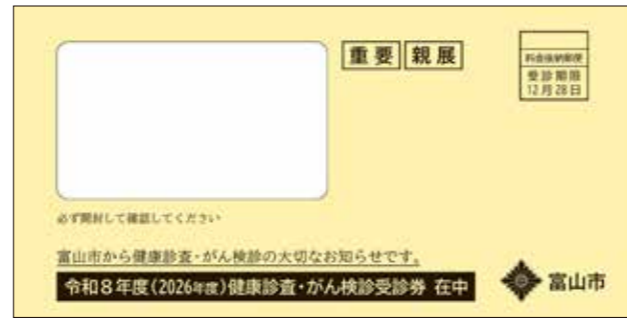 重要 親展
料金後納郵便
受診期限
12月28日
必ず開封して確認してください
富山市から健康診査・がん検診の大切なお知らせです。
令和8年度(2026年度)健康診査・がん検診受診券 在中
富山市